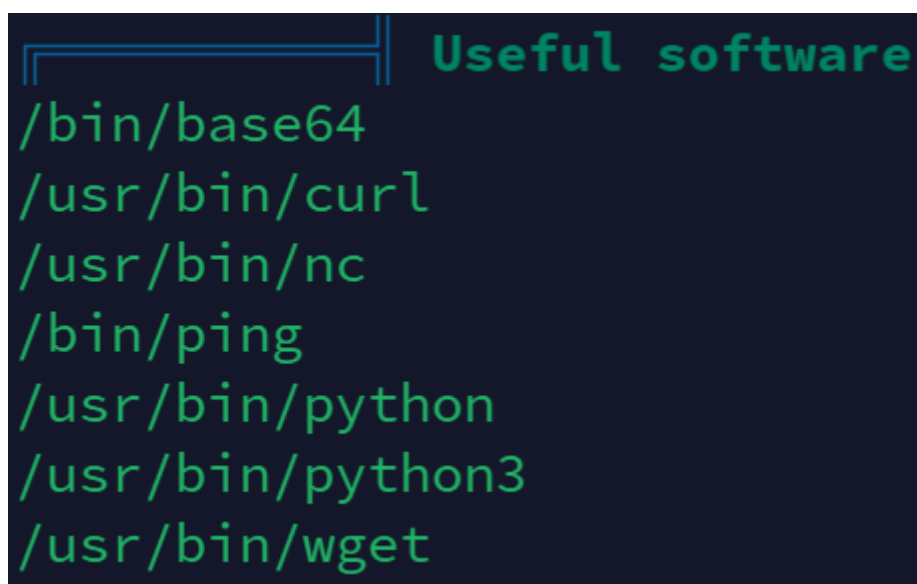 ╔══════════╣ Useful software
/bin/base64
/usr/bin/curl
/usr/bin/nc
/bin/ping
/usr/bin/python
/usr/bin/python3
/usr/bin/wget